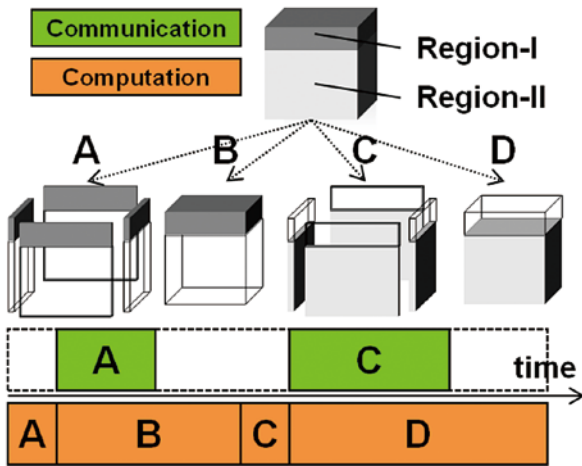 Communication
Computation
Region-I
Region-II
A B C D
A C time
A B C D